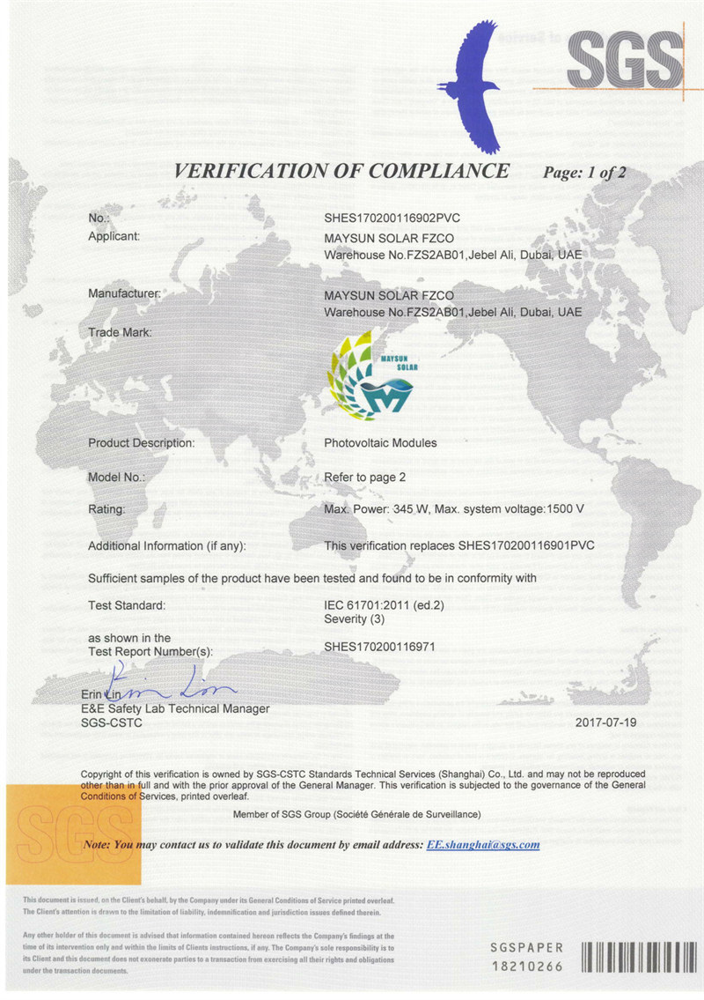 SGS
VERIFICATION OF COMPLIANCE Page: 1 of 2
No.: SHES170200116902PVC
Applicant: MAYSUN SOLAR FZCO
Warehouse No.FZS2AB01,Jebel Ali, Dubai, UAE
Manufacturer: MAYSUN SOLAR FZCO
Warehouse No.FZS2AB01,Jebel Ali, Dubai, UAE
Trade Mark:
MAYSUN
SOLAR
Product Description: Photovoltaic Modules
Model No.: Refer to page 2
Rating: Max. Power: 345 W, Max. system voltage:1500 V
Additional Information (if any): This verification replaces SHES170200116901PVC
Sufficient samples of the product have been tested and found to be in conformity with
Test Standard: IEC 61701:2011 (ed.2)
Severity (3)
as shown in the
Test Report Number(s): SHES170200116971
Erin Lin
Erin Lin
E&E Safety Lab Technical Manager
SGS-CSTC 2017-07-19
Copyright of this verification is owned by SGS-CSTC Standards Technical Services (Shanghai) Co., Ltd. and may not be reproduced
other than in full and with the prior approval of the General Manager. This verification is subjected to the governance of the General
Conditions of Services, printed overleaf.
Member of SGS Group (Société Générale de Surveillance)
SGS
Note: You may contact us to validate this document by email address: EE.shanghai@sgs.com
This document is issued, on the Client's behalf, by the Company under its General Conditions of Service printed overleaf.
The Client's attention is drawn to the limitation of liability, indemnification and jurisdiction issues defined therein.
Any other holder of this document is advised that information contained hereon reflects the Company's findings at the
time of its intervention only and within the limits of Clients instructions, if any. The Company's sole responsibility is to
its Client and this document does not exonerate parties to a transaction from exercising all their rights and obligations
under the transaction documents.
SGSPAPER
18210266